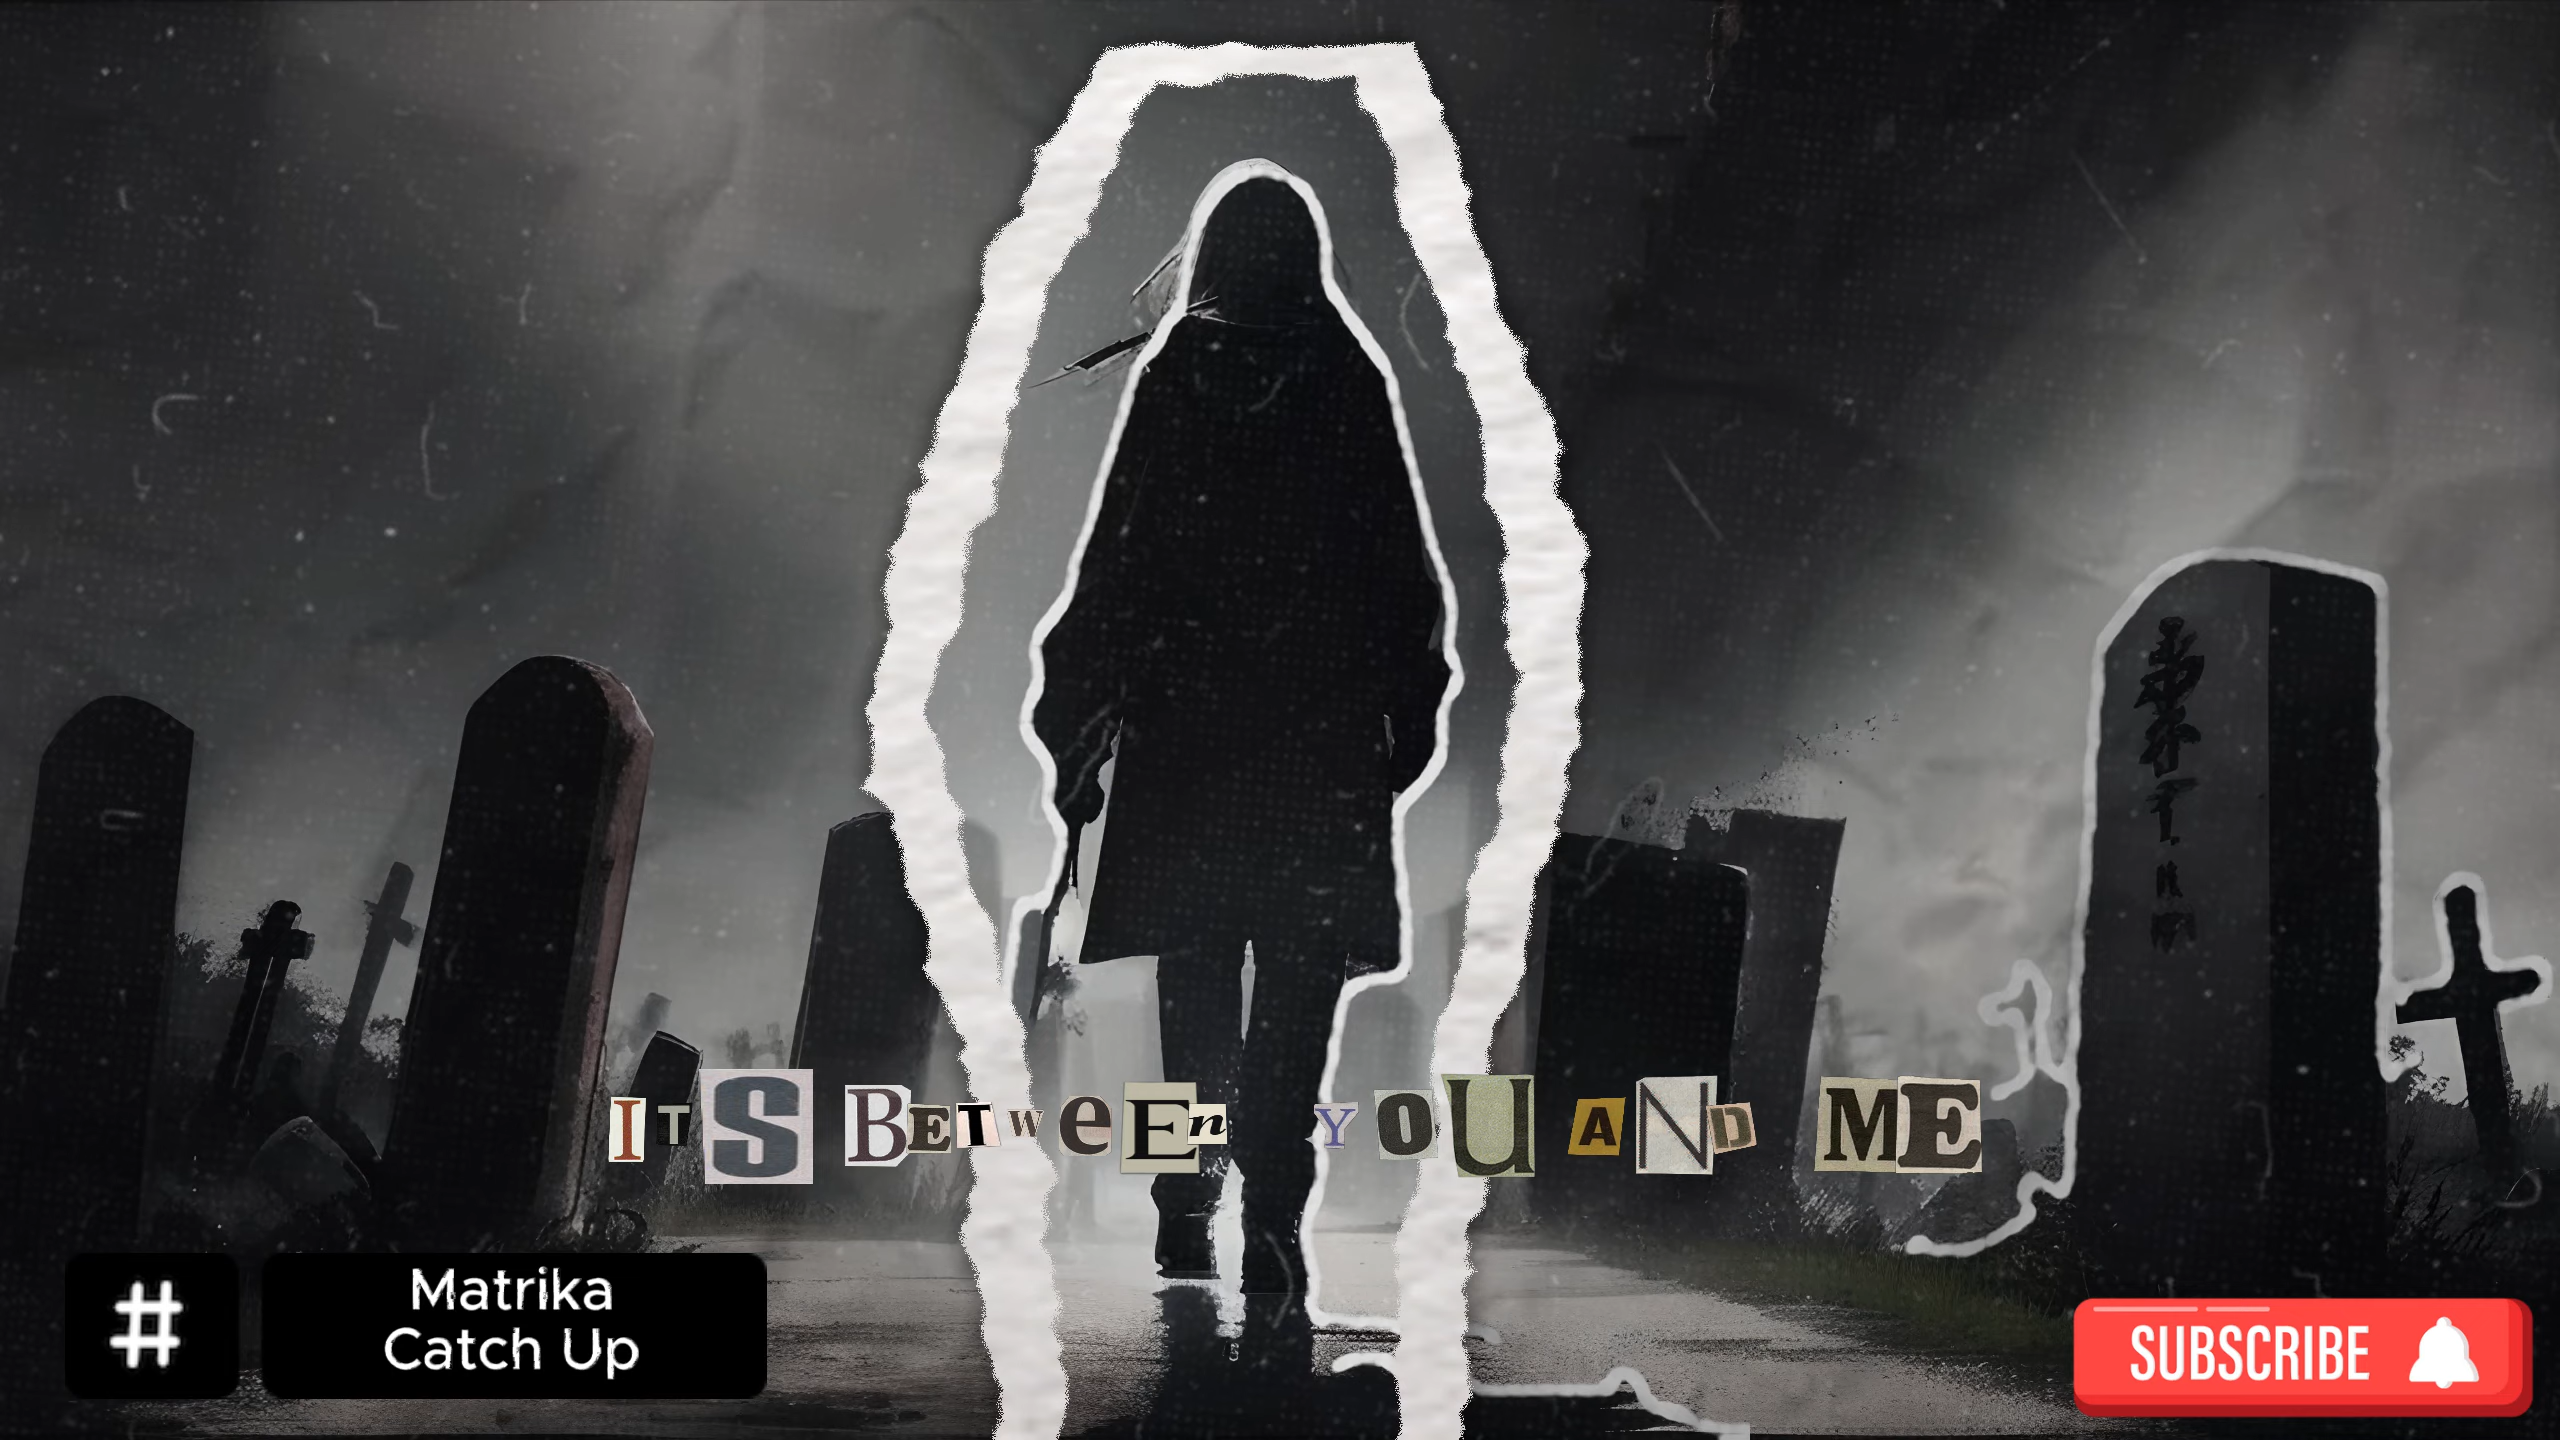 ITS BETweEn YOU AND ME
#
Matrika
Catch Up
SUBSCRIBE